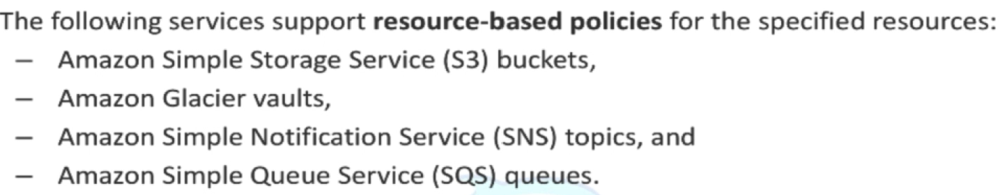 The following services support resource-based policies for the specified resources:
– Amazon Simple Storage Service (S3) buckets,
– Amazon Glacier vaults,
– Amazon Simple Notification Service (SNS) topics, and
– Amazon Simple Queue Service (SQS) queues.